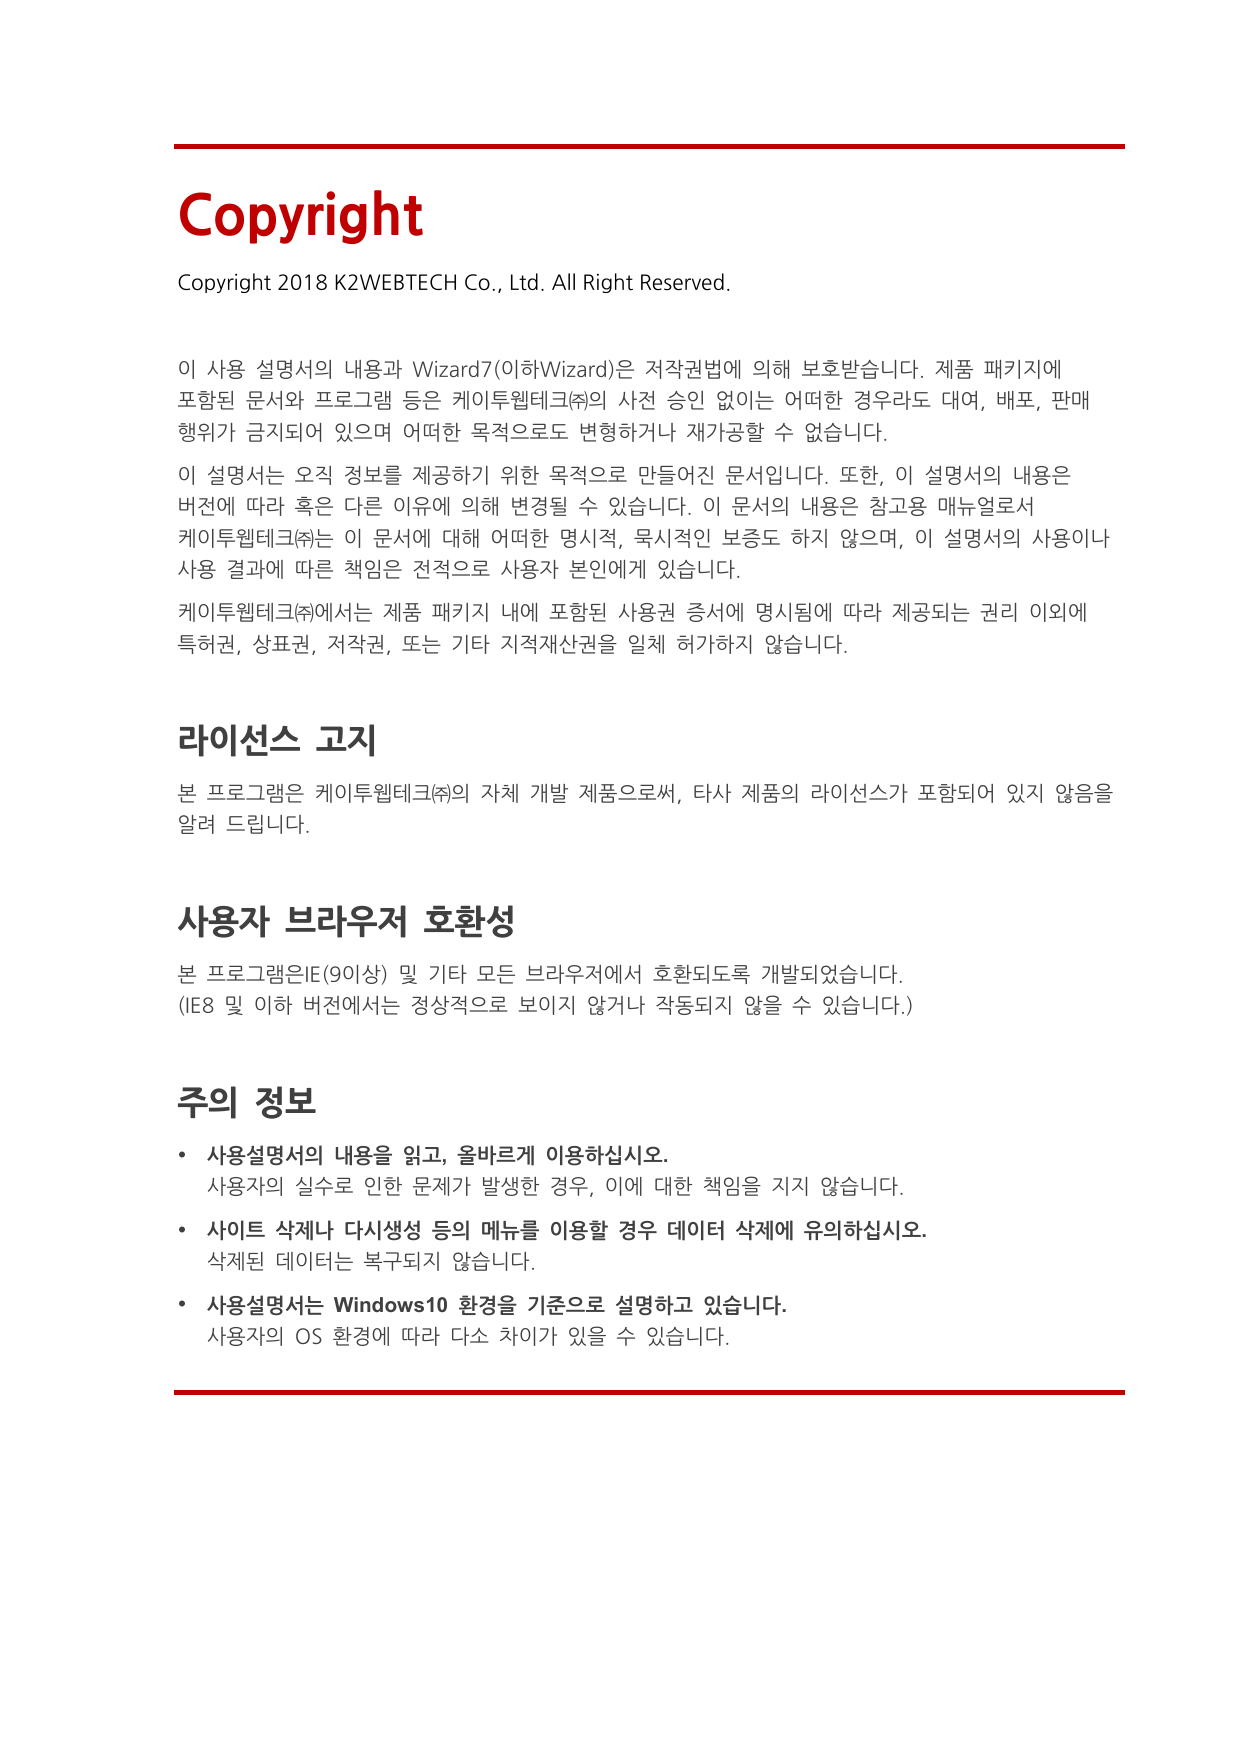 Copyright
Copyright 2018 K2WEBTECH Co., Ltd. All Right Reserved.
이 사용 설명서의 내용과 Wizard7(이하Wizard)은 저작권법에 의해 보호받습니다. 제품 패키지에
포함된 문서와 프로그램 등은 케이투웹테크㈜의 사전 승인 없이는 어떠한 경우라도 대여, 배포, 판매
행위가 금지되어 있으며 어떠한 목적으로도 변형하거나 재가공할 수 없습니다.
이 설명서는 오직 정보를 제공하기 위한 목적으로 만들어진 문서입니다. 또한, 이 설명서의 내용은
버전에 따라 혹은 다른 이유에 의해 변경될 수 있습니다. 이 문서의 내용은 참고용 매뉴얼로서
케이투웹테크㈜는 이 문서에 대해 어떠한 명시적, 묵시적인 보증도 하지 않으며, 이 설명서의 사용이나
사용 결과에 따른 책임은 전적으로 사용자 본인에게 있습니다.
케이투웹테크㈜에서는 제품 패키지 내에 포함된 사용권 증서에 명시됨에 따라 제공되는 권리 이외에
특허권, 상표권, 저작권, 또는 기타 지적재산권을 일체 허가하지 않습니다.
라이선스 고지
본 프로그램은 케이투웹테크㈜의 자체 개발 제품으로써, 타사 제품의 라이선스가 포함되어 있지 않음을
알려 드립니다.
사용자 브라우저 호환성
본 프로그램은IE(9이상) 및 기타 모든 브라우저에서 호환되도록 개발되었습니다.
(IE8 및 이하 버전에서는 정상적으로 보이지 않거나 작동되지 않을 수 있습니다.)
주의 정보
• 사용설명서의 내용을 읽고, 올바르게 이용하십시오.
사용자의 실수로 인한 문제가 발생한 경우, 이에 대한 책임을 지지 않습니다.
• 사이트 삭제나 다시생성 등의 메뉴를 이용할 경우 데이터 삭제에 유의하십시오.
삭제된 데이터는 복구되지 않습니다.
• 사용설명서는 Windows10 환경을 기준으로 설명하고 있습니다.
사용자의 OS 환경에 따라 다소 차이가 있을 수 있습니다.